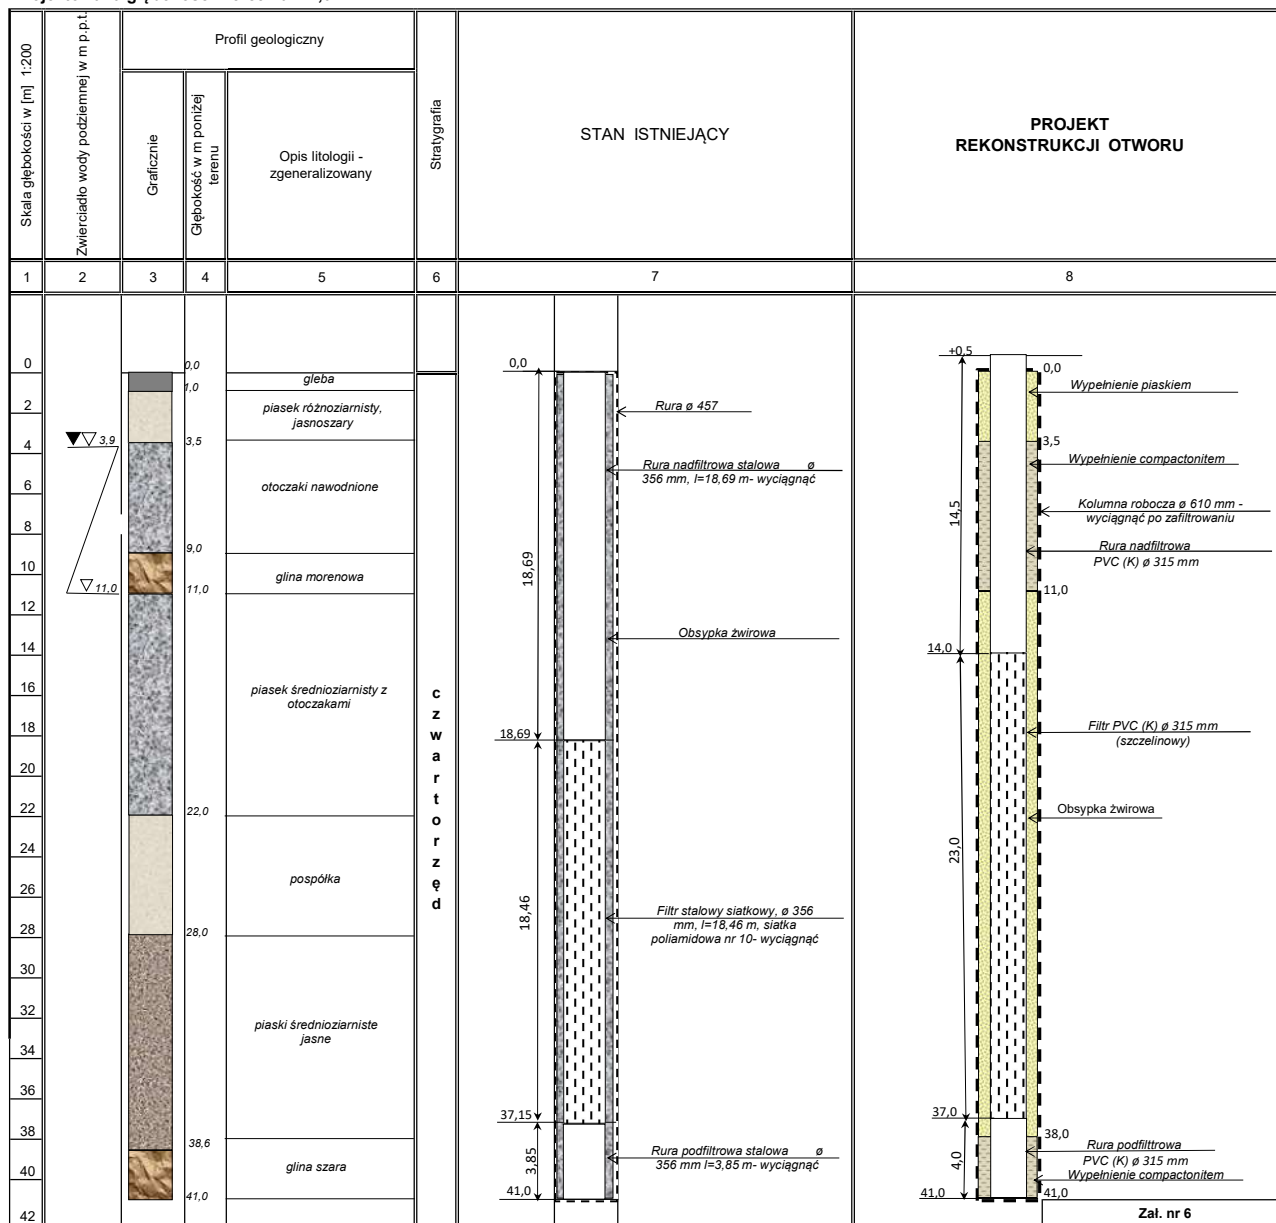 Skala głębokości w [m] 1:200
Zwierciadło wody podziemnej w m p.p.t.
Profil geologiczny
Graficznie
Głębokość w m poniżej
terenu
Opis litologii -
zgeneralizowany
Stratygrafia
STAN ISTNIEJĄCY
PROJEKT
REKONSTRUKCJI OTWORU
1
2
3
4
5
6
7
8
0
2
4
6
8
10
12
14
16
18
20
22
24
26
28
30
32
34
36
38
40
42
3,9
11,0
0,0
1,0
3,5
9,0
11,0
22,0
28,0
38,6
41,0
gleba
piasek różnoziarnisty,
jasnoszary
otoczaki nawodnione
glina morenowa
piasek średnioziarnisty z
otoczakami
pospółka
piaski średnioziarniste
jasne
glina szara
c
z
w
a
r
t
o
r
z
ę
d
0,0
18,69
18,69
18,46
37,15
3,85
41,0
Rura ø 457
Rura nadfiltrowa stalowa ø
356 mm, l=18,69 m- wyciągnąć
Obsypka żwirowa
Filtr stalowy siatkowy, ø 356
mm, l=18,46 m, siatka
poliamidowa nr 10- wyciągnąć
Rura podfiltrowa stalowa ø
356 mm l=3,85 m- wyciągnąć
+0,5
14,5
14,0
23,0
37,0
4,0
41,0
0,0
3,5
11,0
38,0
41,0
Wypełnienie piaskiem
Wypełnienie compactonitem
Kolumna robocza ø 610 mm -
wyciągnąć po zafiltrowaniu
Rura nadfiltrowa
PVC (K) ø 315 mm
Filtr PVC (K) ø 315 mm
(szczelinowy)
Obsypka żwirowa
Rura podfilttrowa
PVC (K) ø 315 mm
Wypełnienie compactonitem
Zał. nr 6